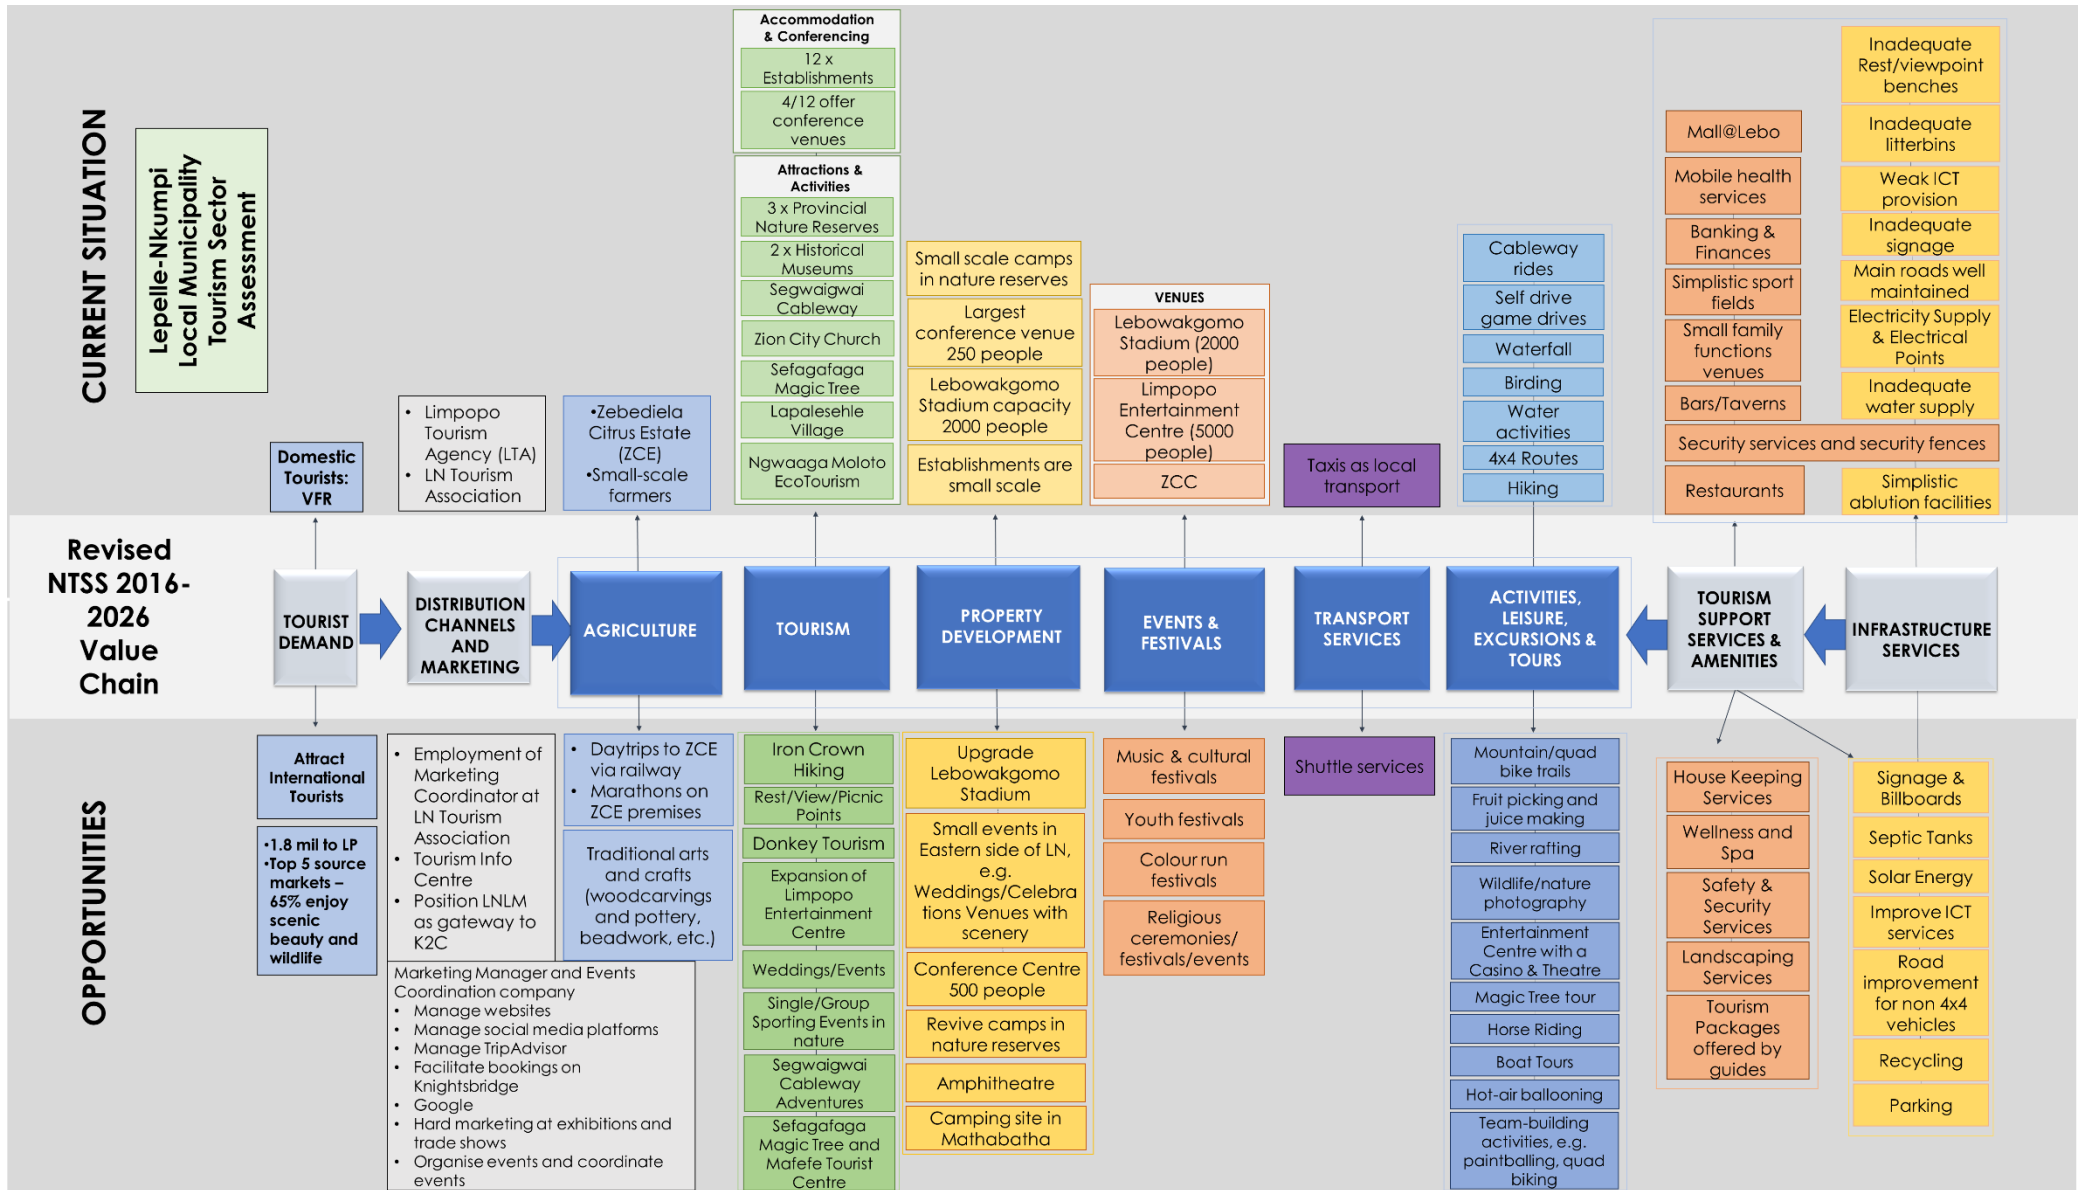 CURRENT SITUATION
Lepelle-Nkumpi
Local Municipality
Tourism Sector
Assessment
Domestic
Tourists:
VFR
• Limpopo
Tourism
Agency (LTA)
• LN Tourism
Association
•Zebediela
Citrus Estate
(ZCE)
•Small-scale
farmers
Accommodation
& Conferencing
12 x
Establishments
4/12 offer
conference
venues
Attractions &
Activities
3 x Provincial
Nature Reserves
2 x Historical
Museums
Segwaigwai
Cableway
Zion City Church
Sefagafaga
Magic Tree
Lapalesehle
Village
Ngwaaga Moloto
EcoTourism
Small scale camps
in nature reserves
Largest
conference venue
250 people
Lebowakgomo
Stadium capacity
2000 people
Establishments are
small scale
VENUES
Lebowakgomo
Stadium (2000
people)
Limpopo
Entertainment
Centre (5000
people)
ZCC
Taxis as local
transport
Cableway
rides
Self drive
game drives
Waterfall
Birding
Water
activities
4x4 Routes
Hiking
Mall@Lebo
Mobile health
services
Banking &
Finances
Simplistic sport
fields
Small family
functions
venues
Bars/Taverns
Security services and security fences
Restaurants
Inadequate
Rest/viewpoint
benches
Inadequate
litterbins
Weak ICT
provision
Inadequate
signage
Main roads well
maintained
Electricity Supply
& Electrical
Points
Inadequate
water supply
Simplistic
ablution facilities
Revised
NTSS 2016-
2026
Value
Chain
TOURIST
DEMAND
DISTRIBUTION
CHANNELS
AND
MARKETING
AGRICULTURE
TOURISM
PROPERTY
DEVELOPMENT
EVENTS &
FESTIVALS
TRANSPORT
SERVICES
ACTIVITIES,
LEISURE,
EXCURSIONS &
TOURS
TOURISM
SUPPORT
SERVICES &
AMENITIES
INFRASTRUCTURE
SERVICES
OPPORTUNITIES
Attract
International
Tourists
•1.8 mil to LP
•Top 5 source
markets –
65% enjoy
scenic
beauty and
wildlife
• Employment of
Marketing
Coordinator at
LN Tourism
Association
• Tourism Info
Centre
• Position LNLM
as gateway to
K2C
Marketing Manager and Events
Coordination company
• Manage websites
• Manage social media platforms
• Manage TripAdvisor
• Facilitate bookings on
Knightsbridge
• Google
• Hard marketing at exhibitions and
trade shows
• Organise events and coordinate
events
• Daytrips to ZCE
via railway
• Marathons on
ZCE premises
Traditional arts
and crafts
(woodcarvings
and pottery,
beadwork, etc.)
Iron Crown
Hiking
Rest/View/Picnic
Points
Donkey Tourism
Expansion of
Limpopo
Entertainment
Centre
Weddings/Events
Single/Group
Sporting Events in
nature
Segwaigwai
Cableway
Adventures
Sefagafaga
Magic Tree and
Mafefe Tourist
Centre
Upgrade
Lebowakgomo
Stadium
Small events in
Eastern side of LN,
e.g.
Weddings/Celebra
tions Venues with
scenery
Conference Centre
500 people
Revive camps in
nature reserves
Amphitheatre
Camping site in
Mathabatha
Music & cultural
festivals
Youth festivals
Colour run
festivals
Religious
ceremonies/
festivals/events
Shuttle services
Mountain/quad
bike trails
Fruit picking and
juice making
River rafting
Wildlife/nature
photography
Entertainment
Centre with a
Casino & Theatre
Magic Tree tour
Horse Riding
Boat Tours
Hot-air ballooning
Team-building
activities, e.g.
paintballing, quad
biking
House Keeping
Services
Wellness and
Spa
Safety &
Security
Services
Landscaping
Services
Tourism
Packages
offered by
guides
Signage &
Billboards
Septic Tanks
Solar Energy
Improve ICT
services
Road
improvement
for non 4x4
vehicles
Recycling
Parking